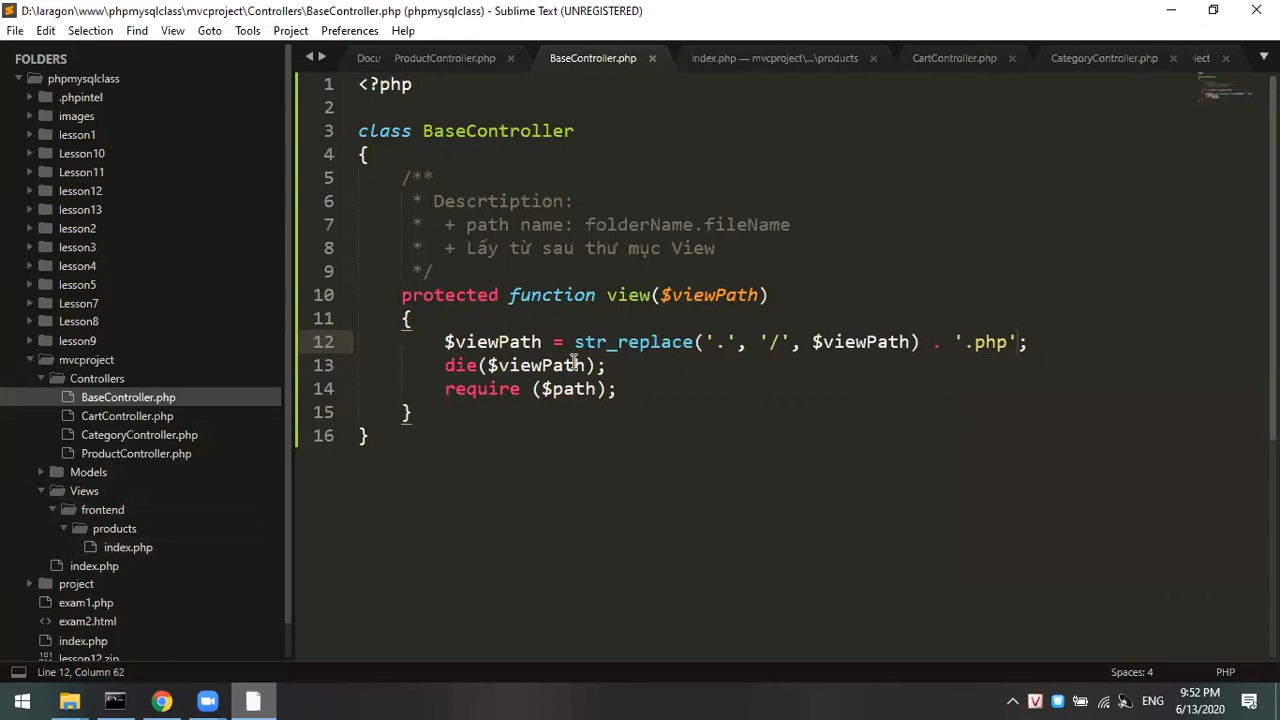 D:\laragon\www\phpmysqlclass\mvcproject\Controllers\BaseController.php (phpmysqlclass) - Sublime Text (UNREGISTERED)
File Edit Selection Find View Goto Tools Project Preferences Help
FOLDERS
phpmysqlclass
.phpintel
images
lesson1
Lesson10
Lesson11
lesson12
lesson13
lesson2
lesson3
lesson4
lesson5
Lesson7
Lesson8
lesson9
mvcproject
Controllers
BaseController.php
CartController.php
CategoryController.php
ProductController.php
Models
Views
frontend
products
index.php
index.php
project
exam1.php
exam2.html
index.php
lesson12.zip
Docu ProductController.php BaseController.php index.php — mvcproject\...\products CartController.php CategoryController.php ject
1 <?php
2
3 class BaseController
4 {
5 /**
6 * Descrtiption:
7 * + path name: folderName.fileName
8 * + Lấy từ sau thư mục View
9 */
10 protected function view($viewPath)
11 {
12 $viewPath = str_replace('.', '/', $viewPath) . '.php';
13 die($viewPath);
14 require ($path);
15 }
16 }
Line 12, Column 62 Spaces: 4 PHP
ENG 9:52 PM
6/13/2020